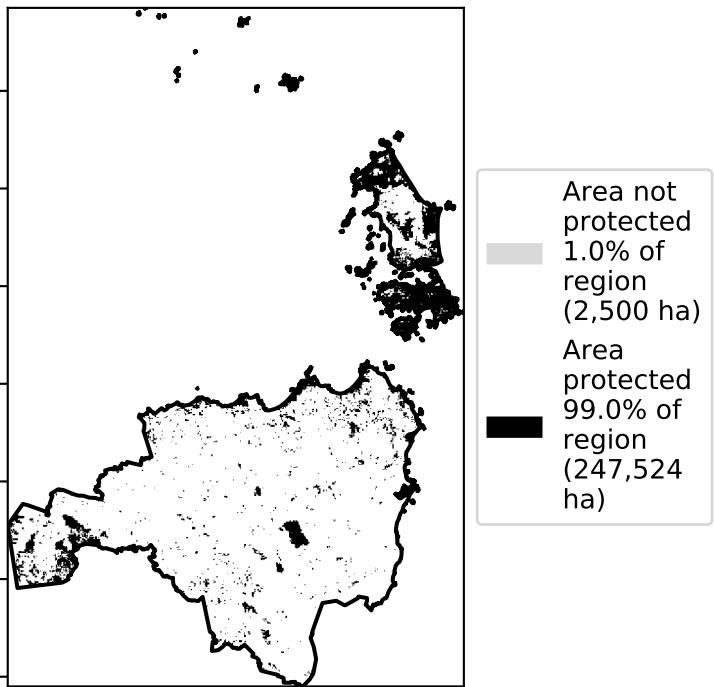 Area not
protected
1.0% of
region
(2,500 ha)
Area
protected
99.0% of
region
(247,524
ha)